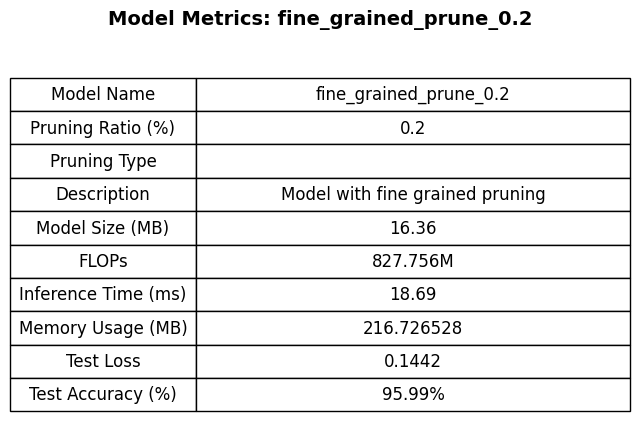 Model Metrics: fine_grained_prune_0.2
Model Name fine_grained_prune_0.2
Pruning Ratio (%) 0.2
Pruning Type
Description Model with fine grained pruning
Model Size (MB) 16.36
FLOPs 827.756M
Inference Time (ms) 18.69
Memory Usage (MB) 216.726528
Test Loss 0.1442
Test Accuracy (%) 95.99%